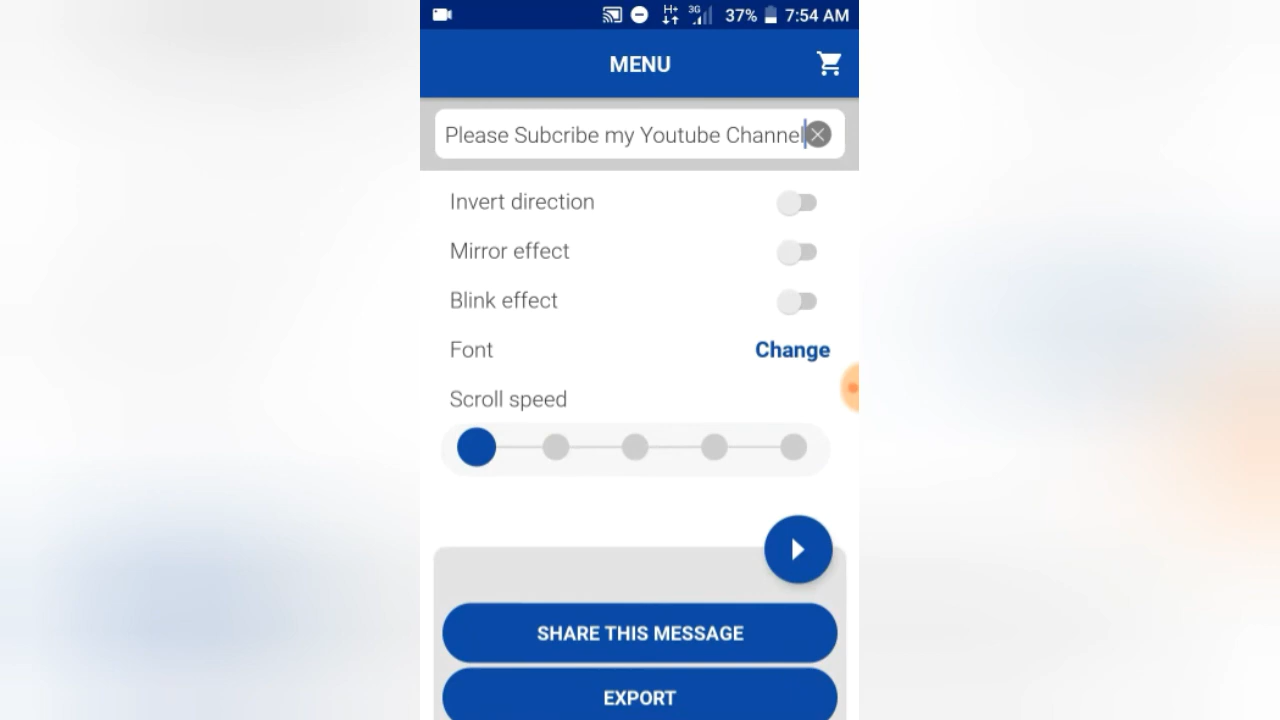 H+ 3G 37% 7:54 AM
MENU
Please Subcribe my Youtube Channel
Invert direction
Mirror effect
Blink effect
Font Change
Scroll speed
SHARE THIS MESSAGE
EXPORT